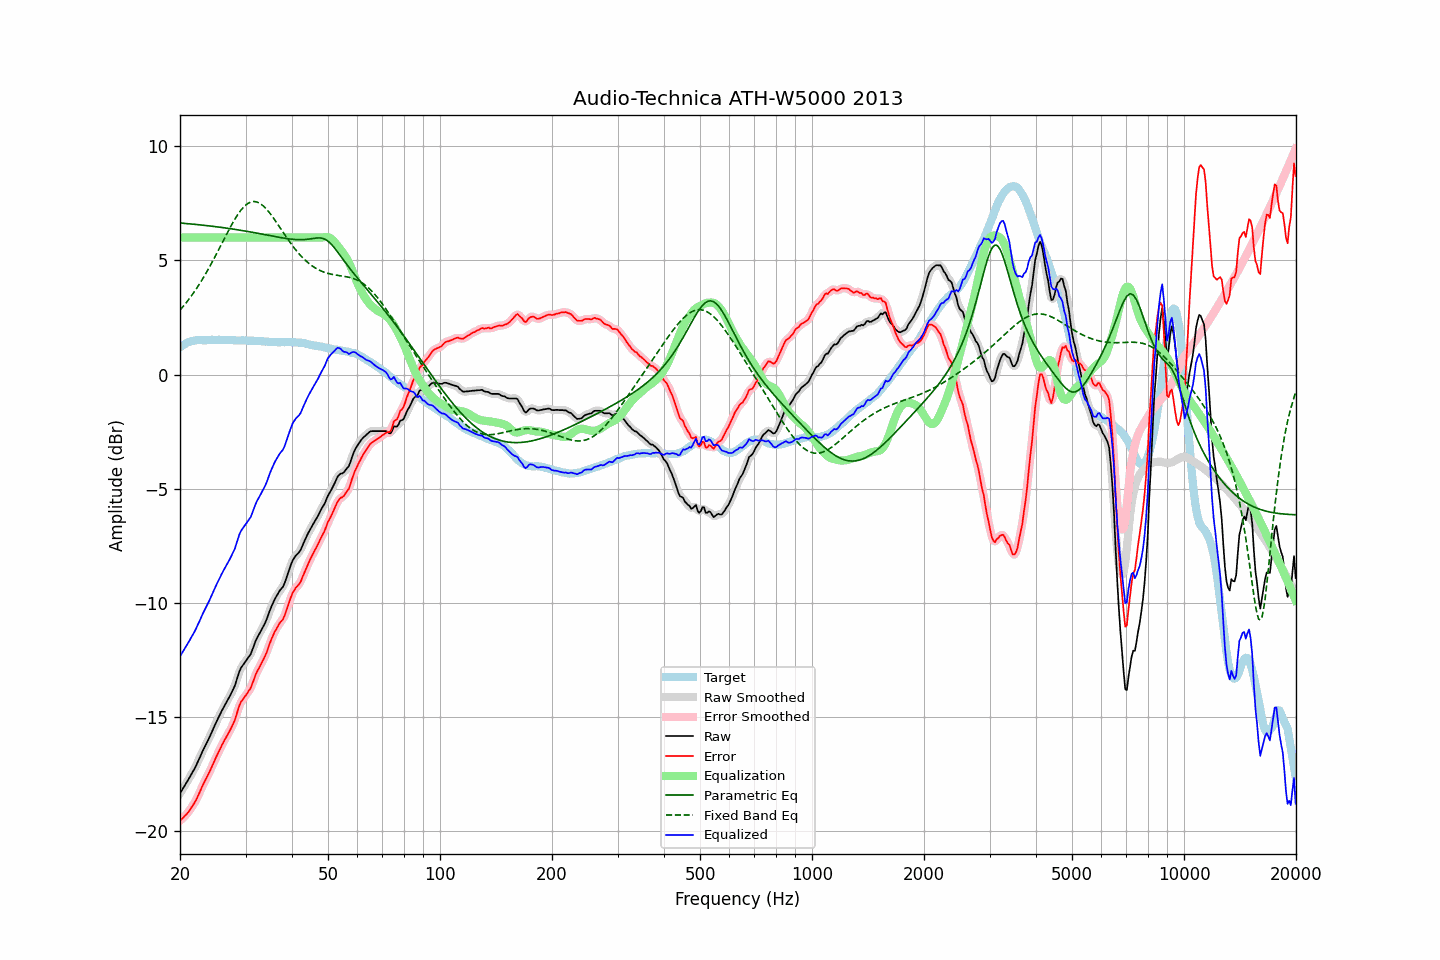 Audio-Technica ATH-W5000 2013
Amplitude (dBr)
10
5
0
−5
−10
−15
−20
Target
Raw Smoothed
Error Smoothed
Raw
Error
Equalization
Parametric Eq
Fixed Band Eq
Equalized
20 50 100 200 500 1000 2000 5000 10000 20000
Frequency (Hz)